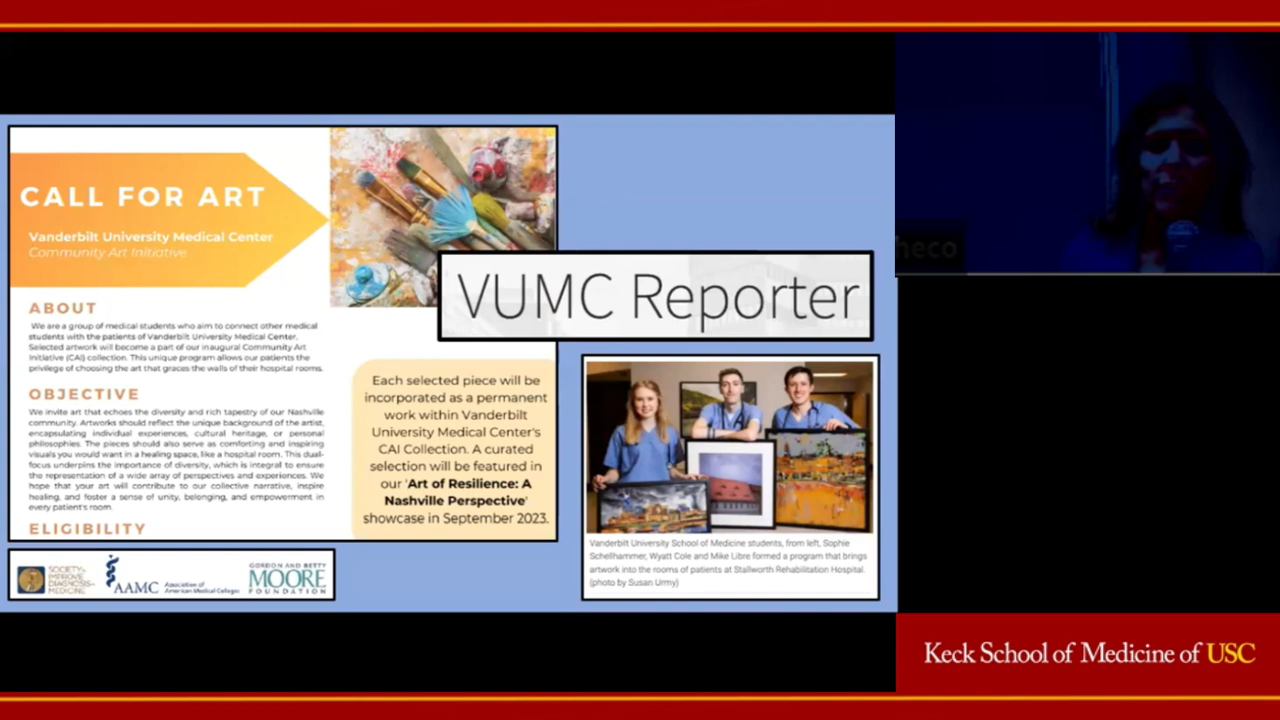 CALL FOR ART
Vanderbilt University Medical Center
Community Art Initiative
ABOUT
We are a group of medical students who aim to connect other medical
students with the patients of Vanderbilt University Medical Center.
Selected artwork will become a part of our inaugural Community Art
Initiative (CAI) collection. This unique program allows our patients the
privilege of choosing the art that graces the walls of their hospital rooms.
OBJECTIVE
We invite art that echoes the diversity and rich tapestry of our Nashville
community. Artworks should reflect the unique background of the artist,
encapsulating individual experiences, cultural heritage, or personal
philosophies. The pieces should also serve as comforting and inspiring
visuals you would want in a healing space, like a hospital room. This dual-
focus underpins the importance of diversity, which is integral to ensure
the representation of a wide array of perspectives and experiences. We
hope that your art will contribute to our collective narrative, inspire
healing, and foster a sense of unity, belonging, and empowerment in
every patient's room.
ELIGIBILITY
Each selected piece will be
incorporated as a permanent
work within Vanderbilt
University Medical Center's
CAI Collection. A curated
selection will be featured in
our 'Art of Resilience: A
Nashville Perspective'
showcase in September 2023.
VUMC Reporter
Vanderbilt University School of Medicine students, from left, Sophie
Schellhammer, Wyatt Cole and Mike Libre formed a program that brings
artwork into the rooms of patients at Stallworth Rehabilitation Hospital.
(photo by Susan Urmy)
SOCIETY to
IMPROVE
DIAGNOSIS in
MEDICINE
AAMC
Association of
American Medical Colleges
GORDON AND BETTY
MOORE
FOUNDATION
heco
Keck School of Medicine of USC